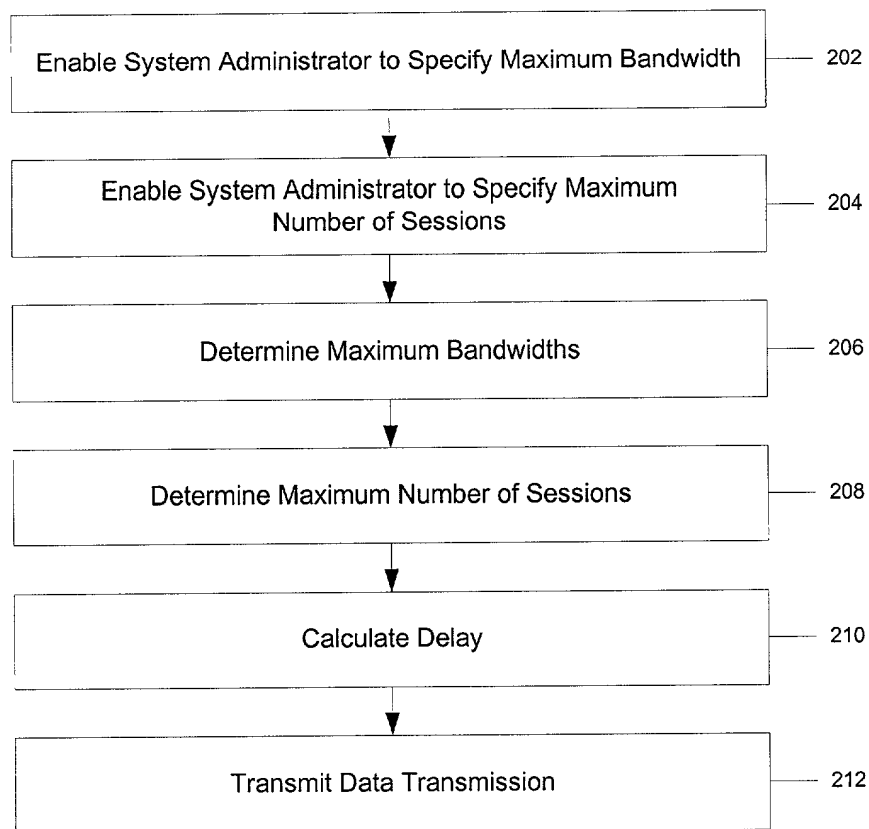 Enable System Administrator to Specify Maximum Bandwidth
202
Enable System Administrator to Specify Maximum
Number of Sessions
204
Determine Maximum Bandwidths
206
Determine Maximum Number of Sessions
208
Calculate Delay
210
Transmit Data Transmission
212